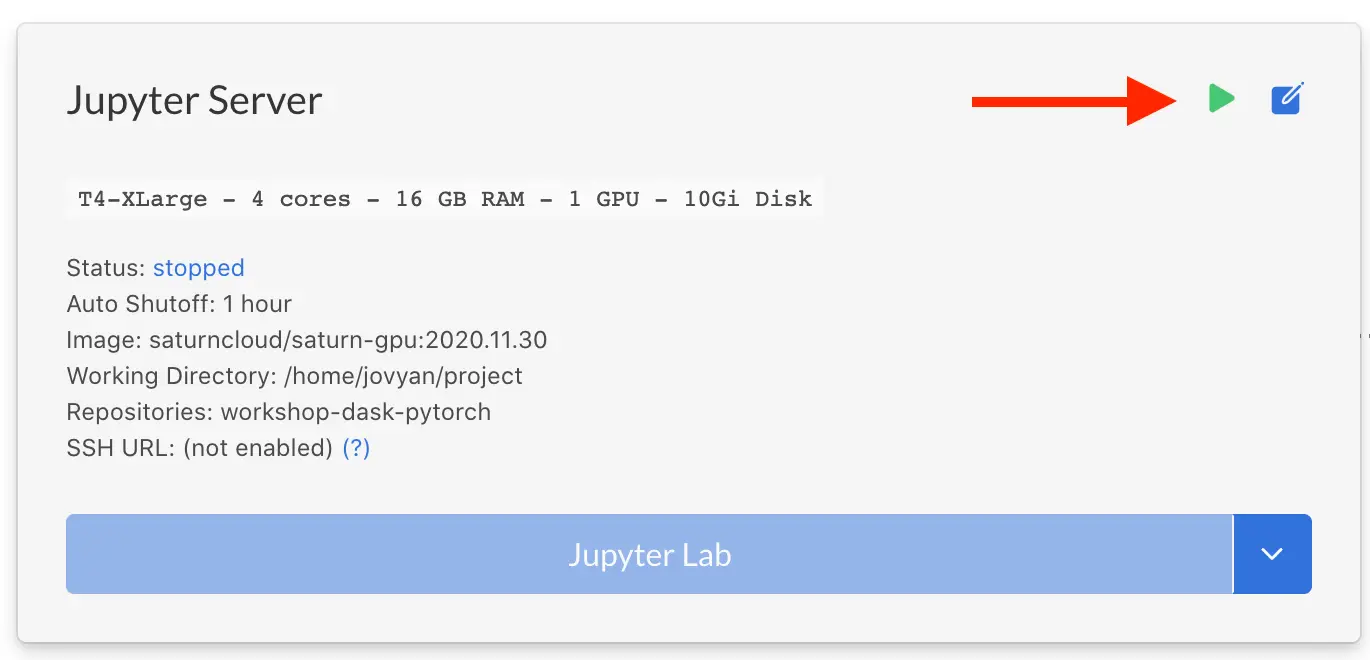 Jupyter Server
T4-XLarge - 4 cores - 16 GB RAM - 1 GPU - 10Gi Disk
Status: stopped
Auto Shutoff: 1 hour
Image: saturncloud/saturn-gpu:2020.11.30
Working Directory: /home/jovyan/project
Repositories: workshop-dask-pytorch
SSH URL: (not enabled) (?)
Jupyter Lab